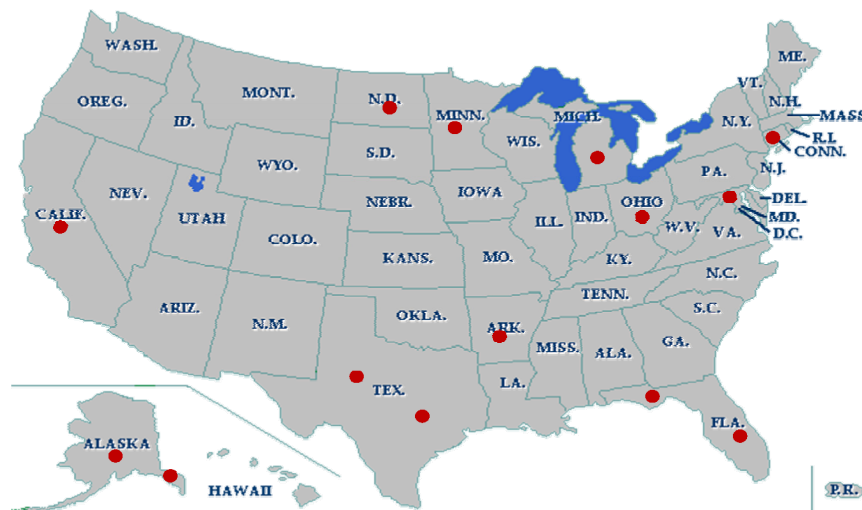 WASH.
ME.
MONT.
VT.
OREG.
N.D.
MINN.
N.H.
ID.
MICH.
N.Y.
MASS
R.I.
CONN.
WIS.
S.D.
WYO.
PA.
N.J.
NEV.
NEBR.
IOWA
OHIO
DEL.
CALIF.
UTAH
ILL.
IND.
MD.
W.V.
VA.
D.C.
COLO.
KANS.
MO.
KY.
N.C.
ARIZ.
TENN.
OKLA.
S.C.
N.M.
ARK.
MISS.
ALA.
GA.
TEX.
LA.
FLA.
ALASKA
HAWAII
P.R.